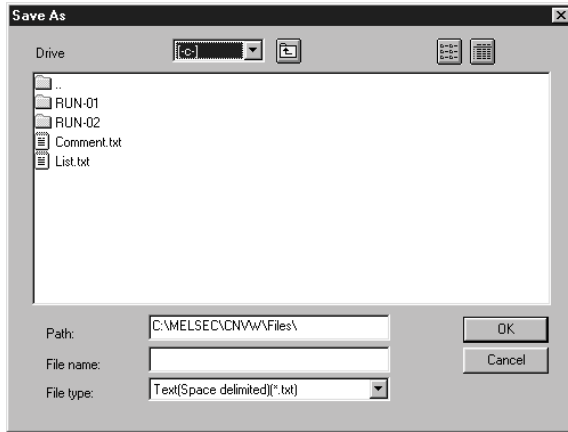 Save As
Drive [-c-]
..
RUN-01
RUN-02
Comment.txt
List.txt
Path: C:\MELSEC\CNVW\Files\
OK
File name:
Cancel
File type: Text(Space delimited)(*.txt)